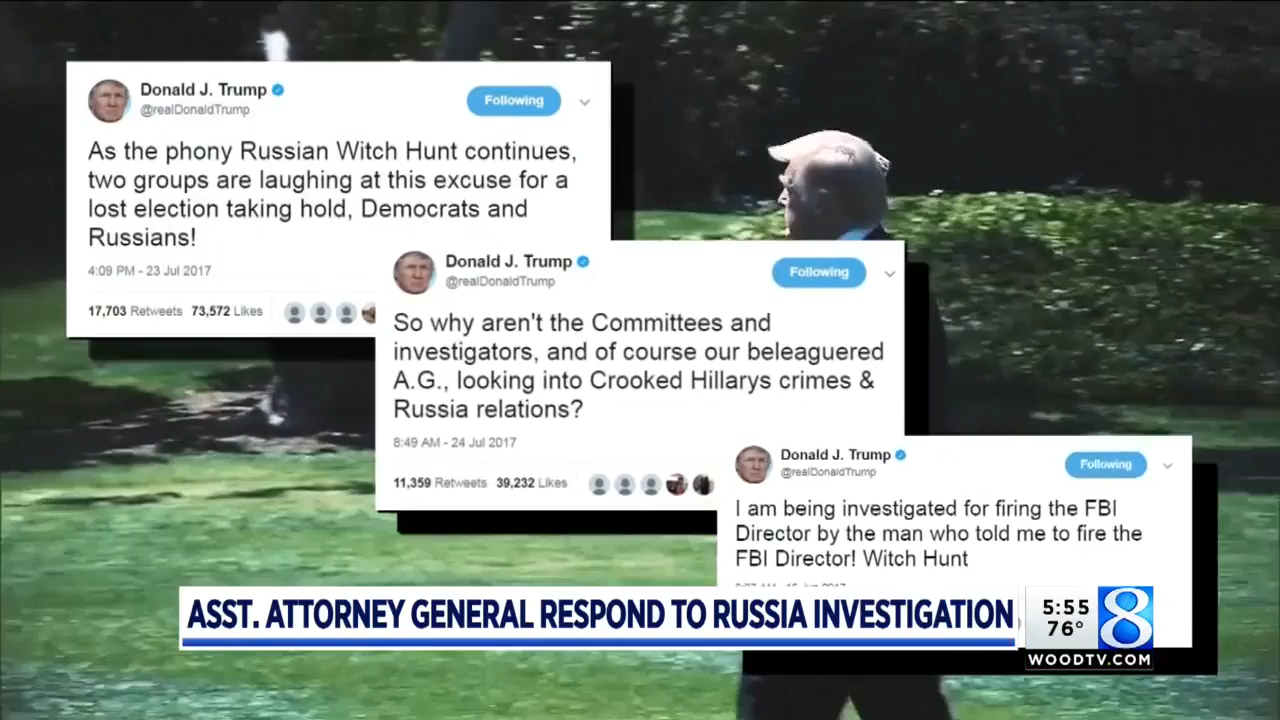 Donald J. Trump
@realDonaldTrump
Following
As the phony Russian Witch Hunt continues,
two groups are laughing at this excuse for a
lost election taking hold, Democrats and
Russians!
4:09 PM - 23 Jul 2017
17,703 Retweets 73,572 Likes
Donald J. Trump
@realDonaldTrump
Following
So why aren't the Committees and
investigators, and of course our beleaguered
A.G., looking into Crooked Hillarys crimes &
Russia relations?
8:49 AM - 24 Jul 2017
11,359 Retweets 39,232 Likes
Donald J. Trump
@realDonaldTrump
Following
I am being investigated for firing the FBI
Director by the man who told me to fire the
FBI Director! Witch Hunt
ASST. ATTORNEY GENERAL RESPOND TO RUSSIA INVESTIGATION
5:55
76°
8
WOODTV.COM